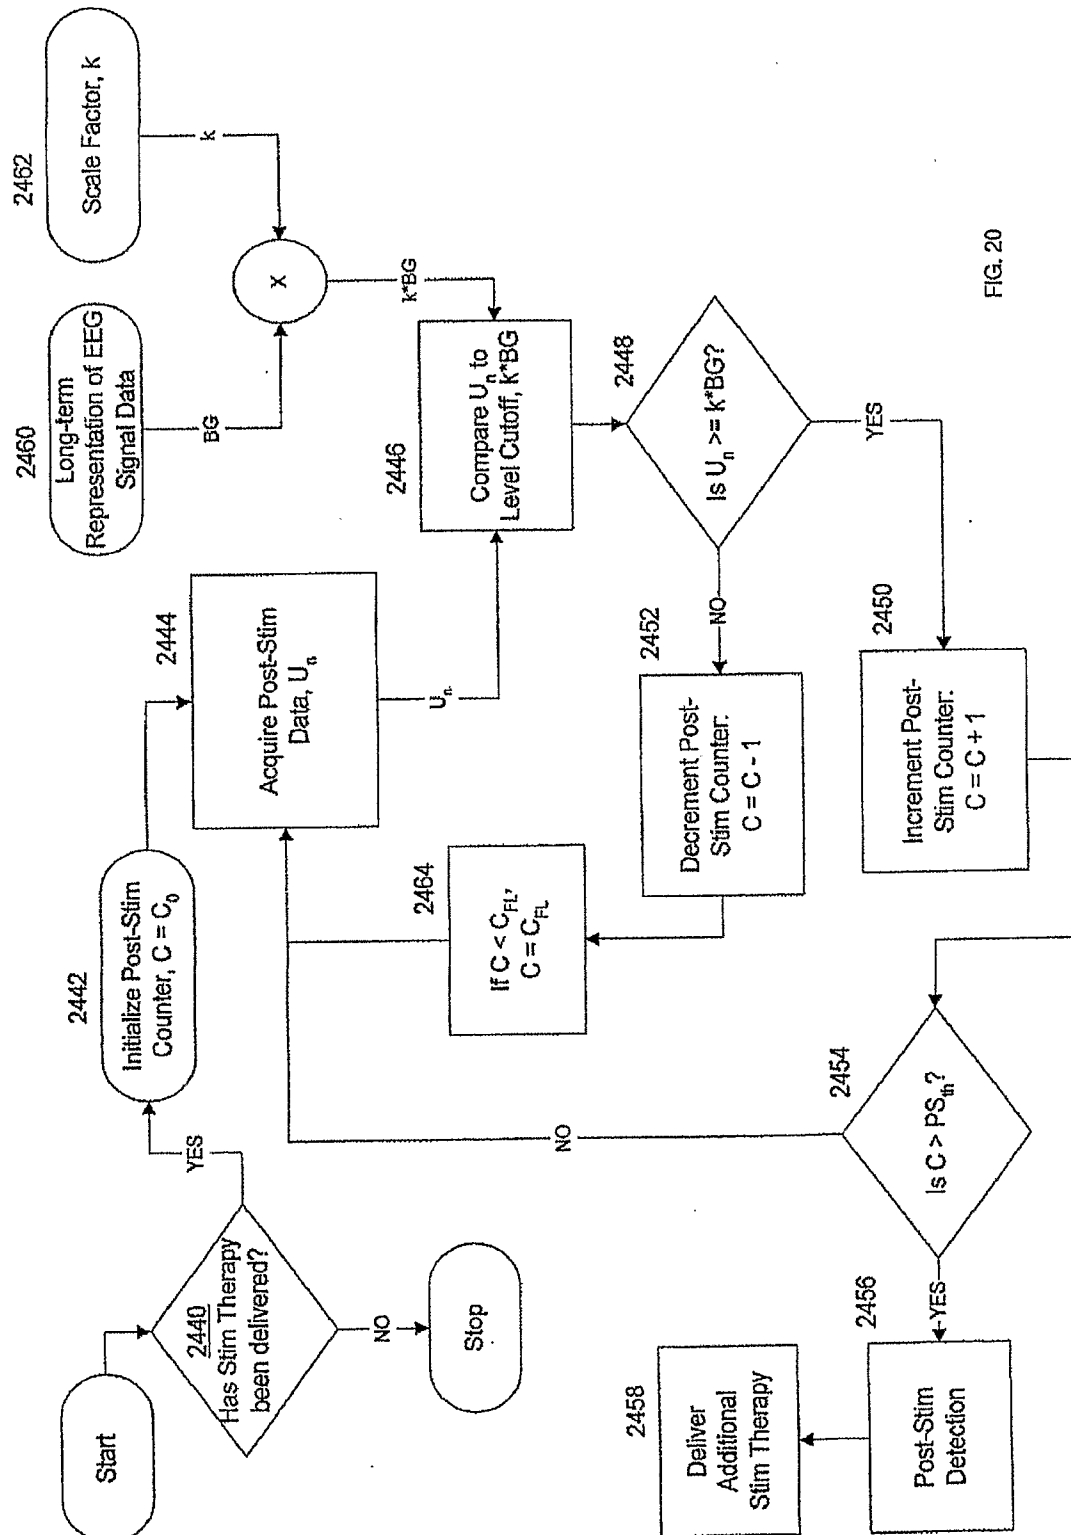 Start
2440
Has Stim Therapy
been delivered?
NO
Stop
YES
2442
Initialize Post-Stim
Counter, C = C0
2444
Acquire Post-Stim
Data, Un
Un
2460
Long-term
Representation of EEG
Signal Data
BG
2462
Scale Factor, k
k
X
k*BG
2446
Compare Un to
Level Cutoff, k*BG
2448
Is Un >= k*BG?
NO
YES
2452
Decrement Post-
Stim Counter:
C = C - 1
2464
If C < CFL,
C = CFL
2450
Increment Post-
Stim Counter:
C = C + 1
2454
Is C > PSth?
NO
YES
2456
Post-Stim
Detection
2458
Deliver
Additional
Stim Therapy
FIG. 20